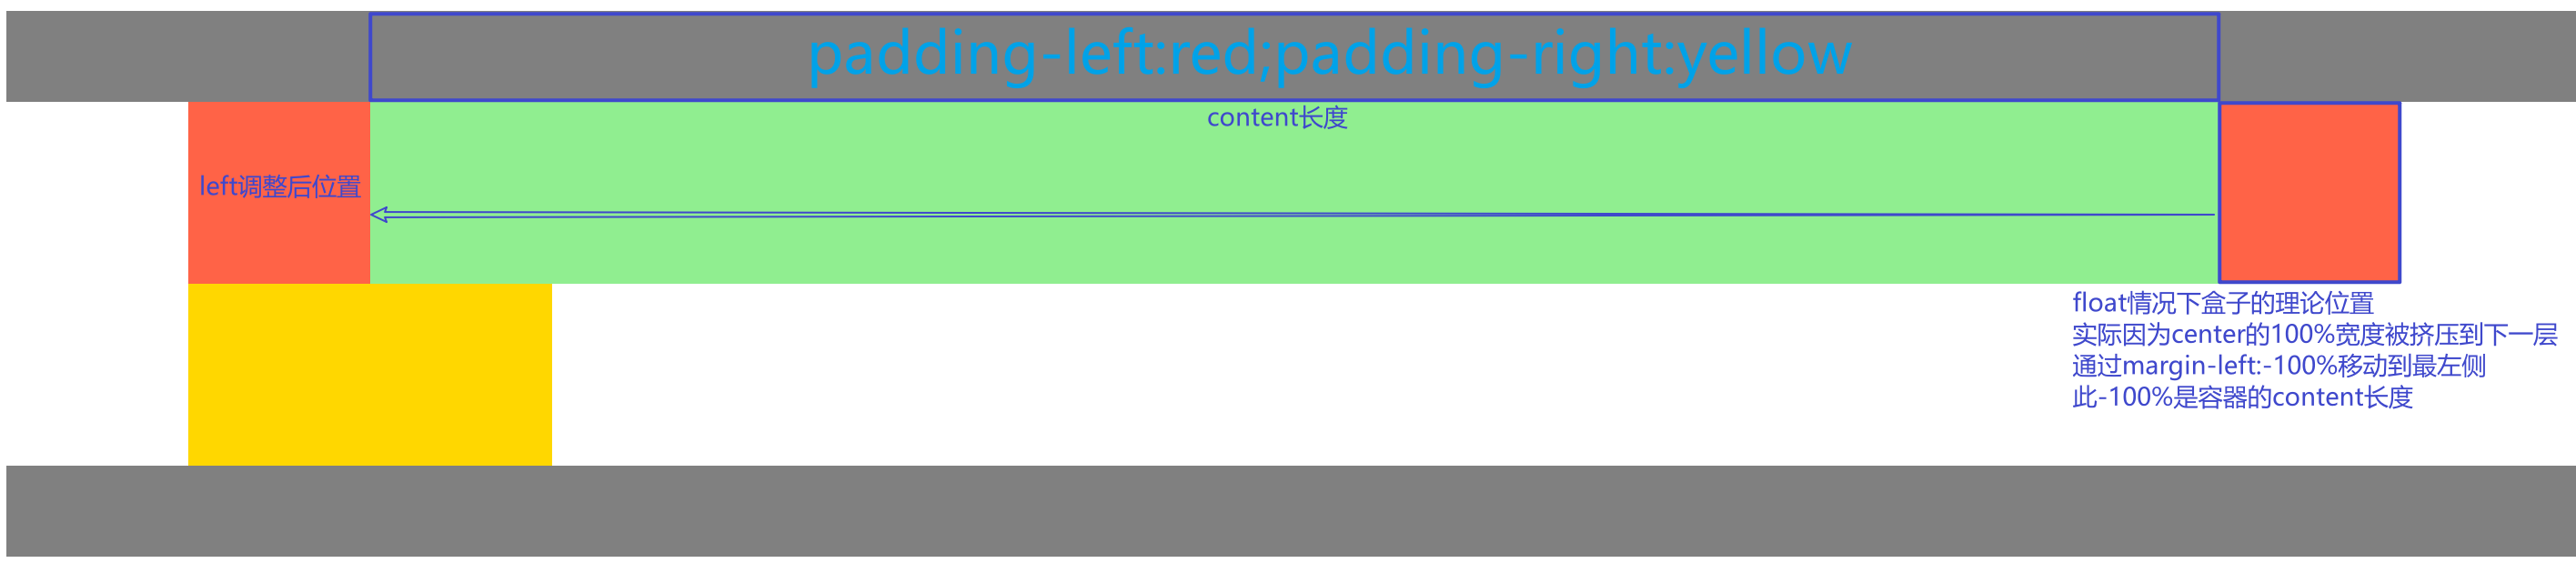 padding-left:red;padding-right:yellow
content长度
left调整后位置
float情况下盒子的理论位置
实际因为center的100%宽度被挤压到下一层
通过margin-left:-100%移动到最左侧
此-100%是容器的content长度